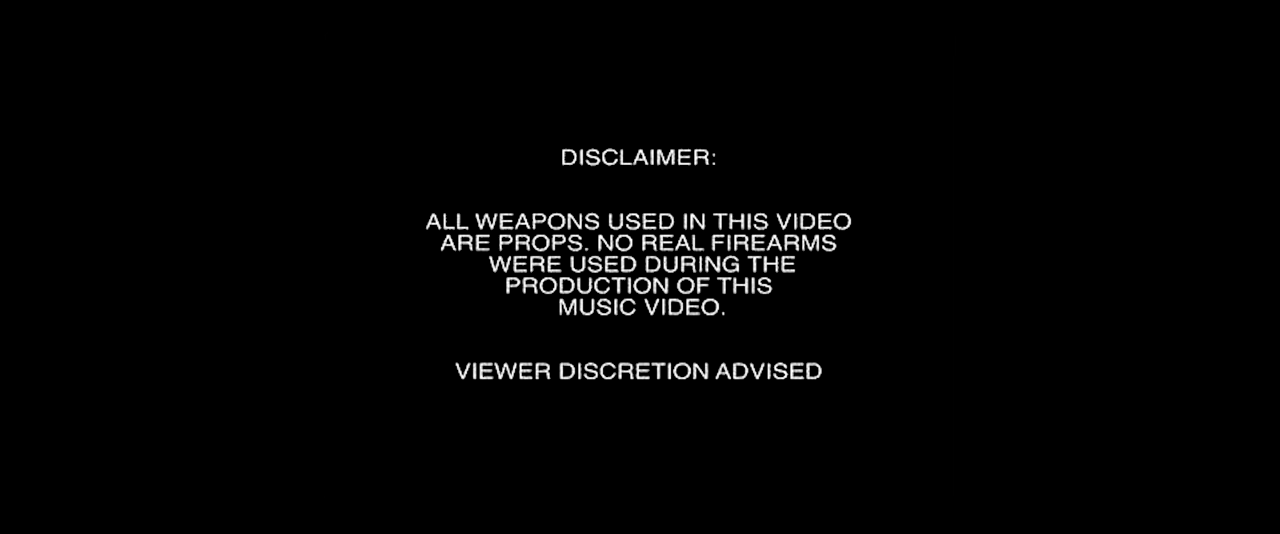 DISCLAIMER:
ALL WEAPONS USED IN THIS VIDEO
ARE PROPS. NO REAL FIREARMS
WERE USED DURING THE
PRODUCTION OF THIS
MUSIC VIDEO.
VIEWER DISCRETION ADVISED